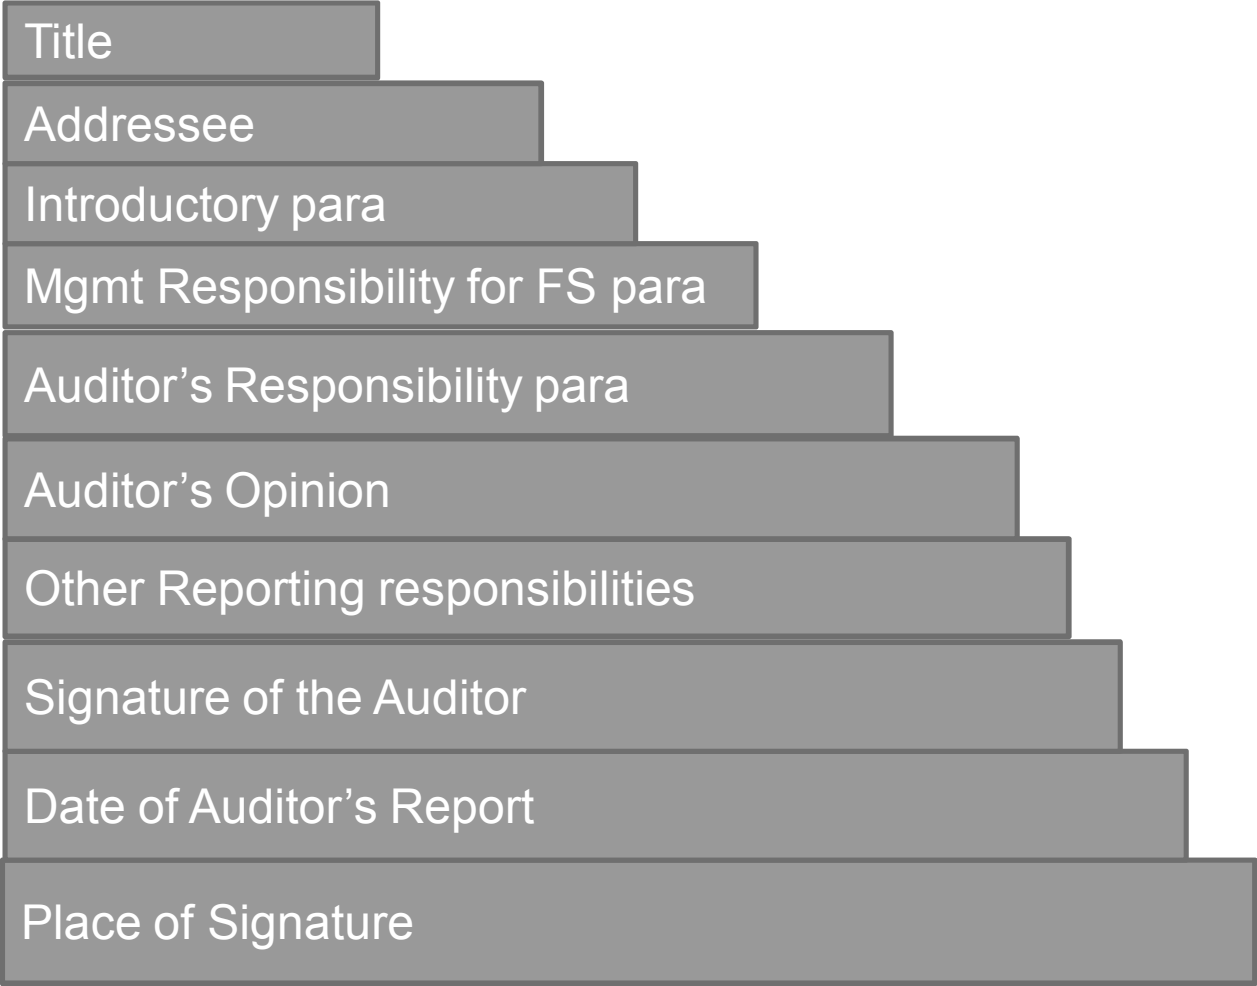 Title
Addressee
Introductory para
Mgmt Responsibility for FS para
Auditor’s Responsibility para
Auditor’s Opinion
Other Reporting responsibilities
Signature of the Auditor
Date of Auditor’s Report
Place of Signature